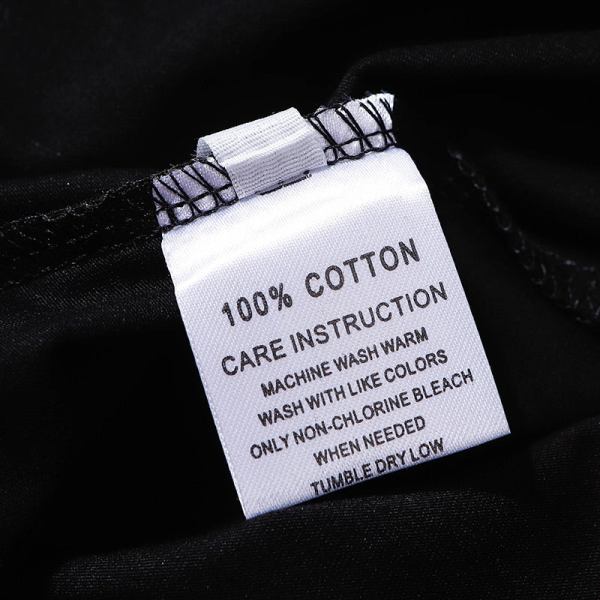 100% COTTON
CARE INSTRUCTION
MACHINE WASH WARM
WASH WITH LIKE COLORS
ONLY NON-CHLORINE BLEACH
WHEN NEEDED
TUMBLE DRY LOW